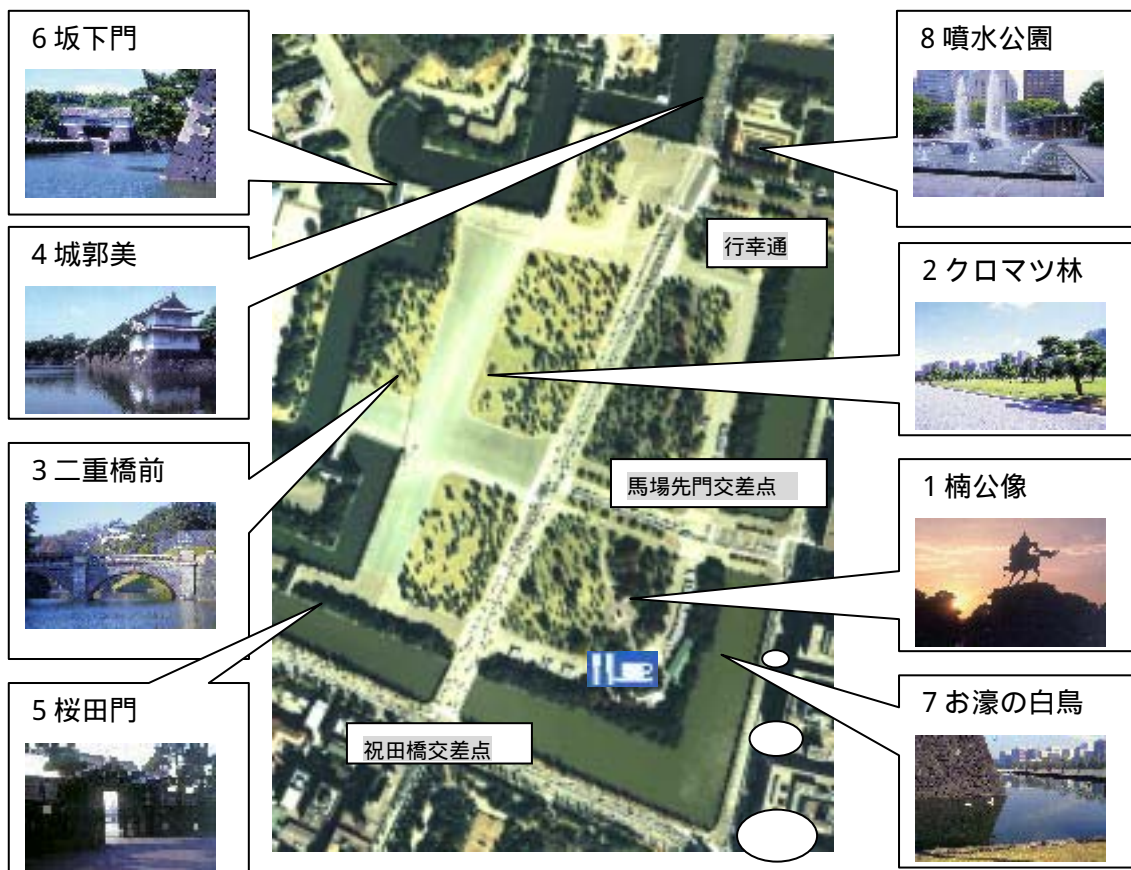 6 坂下門
8 噴水公園
4 城郭美
行幸通
2 クロマツ林
3 二重橋前
馬場先門交差点
1 楠公像
5 桜田門
祝田橋交差点
7 お濠の白鳥